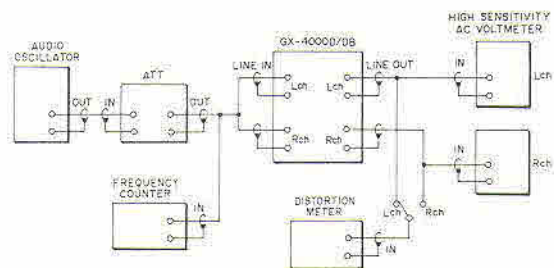 HIGH SENSITIVITY
AC VOLTMETER
GX-4000D/DB
AUDIO
OSCILLATOR
ATT
LINE IN
LINE OUT
IN
OUT
IN
OUT
Lch
Lch
Lch
Rch
Rch
IN
Rch
FREQUENCY
COUNTER
IN
DISTORTION
METER
Lch
Rch
IN